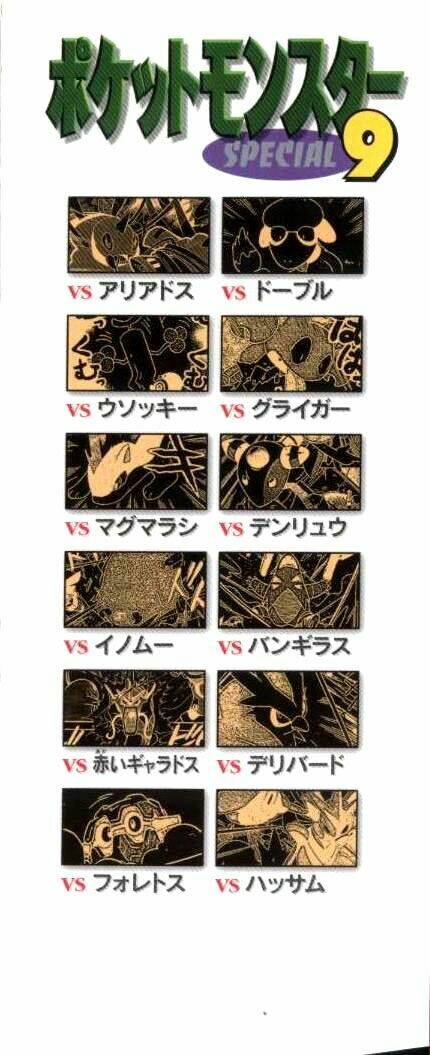 ポケットモンスター
SPECIAL 9
VS アリアドス VS ドーブル
VS ウソッキー VS グライガー
VS マグマラシ VS デンリュウ
VS イノムー VS バンギラス
VS 赤いギャラドス VS デリバード
VS フォレトス VS ハッサム